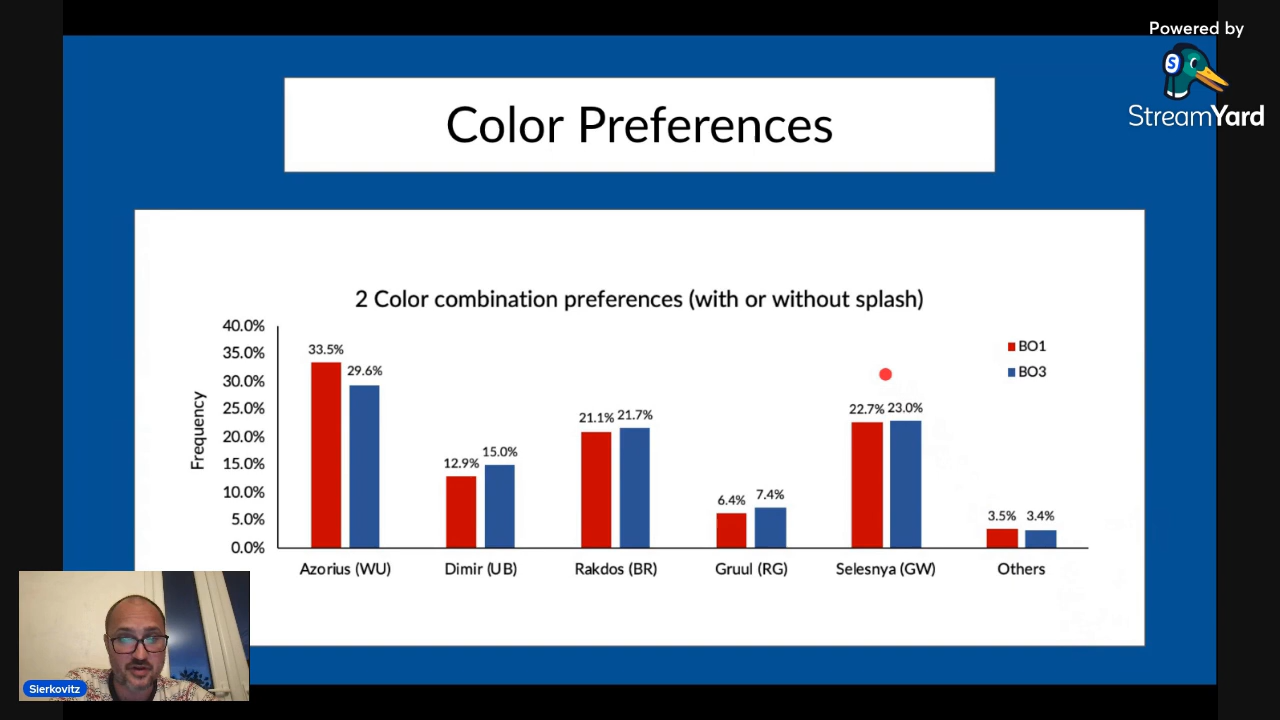 Powered by
StreamYard
Color Preferences
2 Color combination preferences (with or without splash)
Frequency
40.0%
35.0%
30.0%
25.0%
20.0%
15.0%
10.0%
5.0%
0.0%
33.5% 29.6%
12.9% 15.0%
21.1% 21.7%
6.4% 7.4%
22.7% 23.0%
3.5% 3.4%
BO1
BO3
Azorius (WU) Dimir (UB) Rakdos (BR) Gruul (RG) Selesnya (GW) Others
Sierkovitz